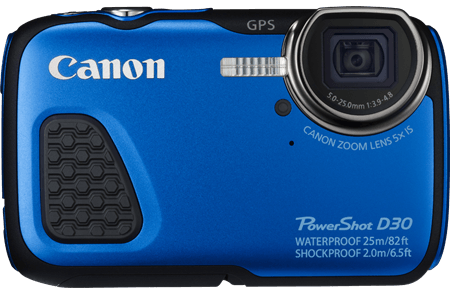 GPS
Canon
5.0-25.0mm 1:3.9-4.8
CANON ZOOM LENS 5x IS
PowerShot D30
WATERPROOF 25m/82ft
SHOCKPROOF 2.0m/6.5ft